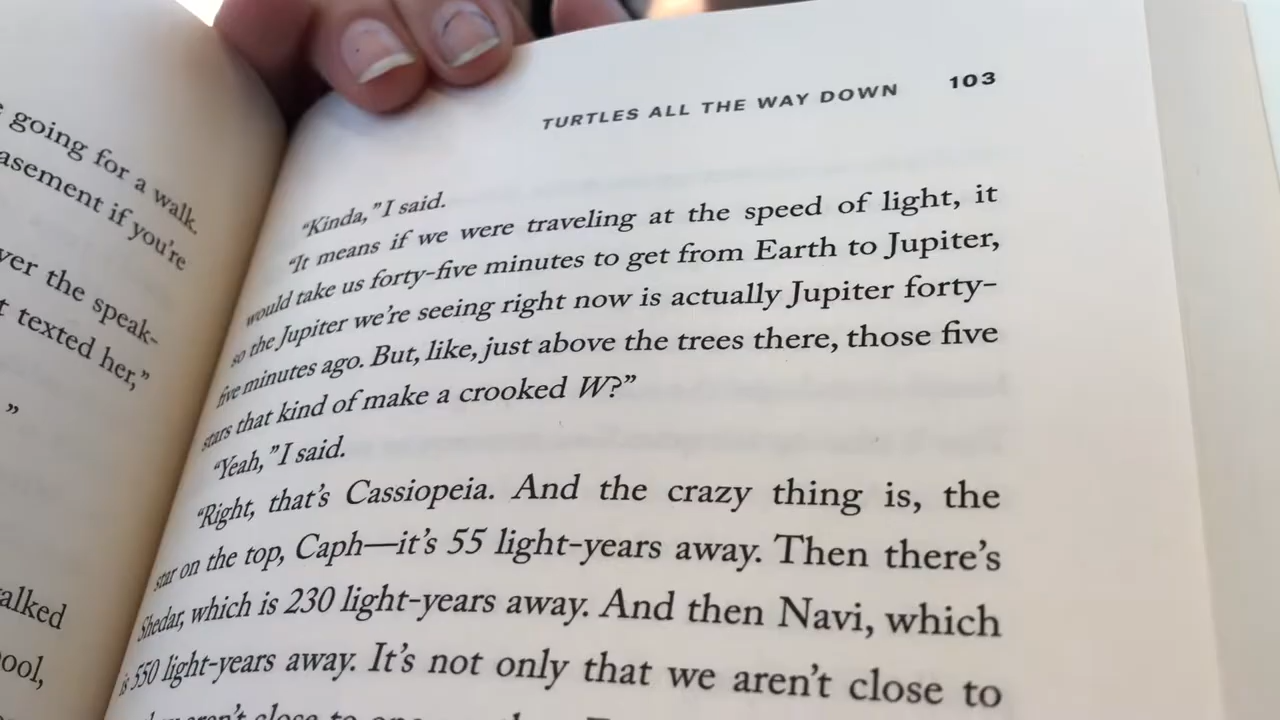 going for a walk.
asement if you're
ver the speak-
texted her,"
"
alked
ool,
TURTLES ALL THE WAY DOWN 103
"Kinda," I said.
"It means if we were traveling at the speed of light, it
would take us forty-five minutes to get from Earth to Jupiter,
so the Jupiter we're seeing right now is actually Jupiter forty-
five minutes ago. But, like, just above the trees there, those five
stars that kind of make a crooked W?"
"Yeah," I said.
"Right, that's Cassiopeia. And the crazy thing is, the
star on the top, Caph—it's 55 light-years away. Then there's
Shedar, which is 230 light-years away. And then Navi, which
is 550 light-years away. It's not only that we aren't close to
aren't close to